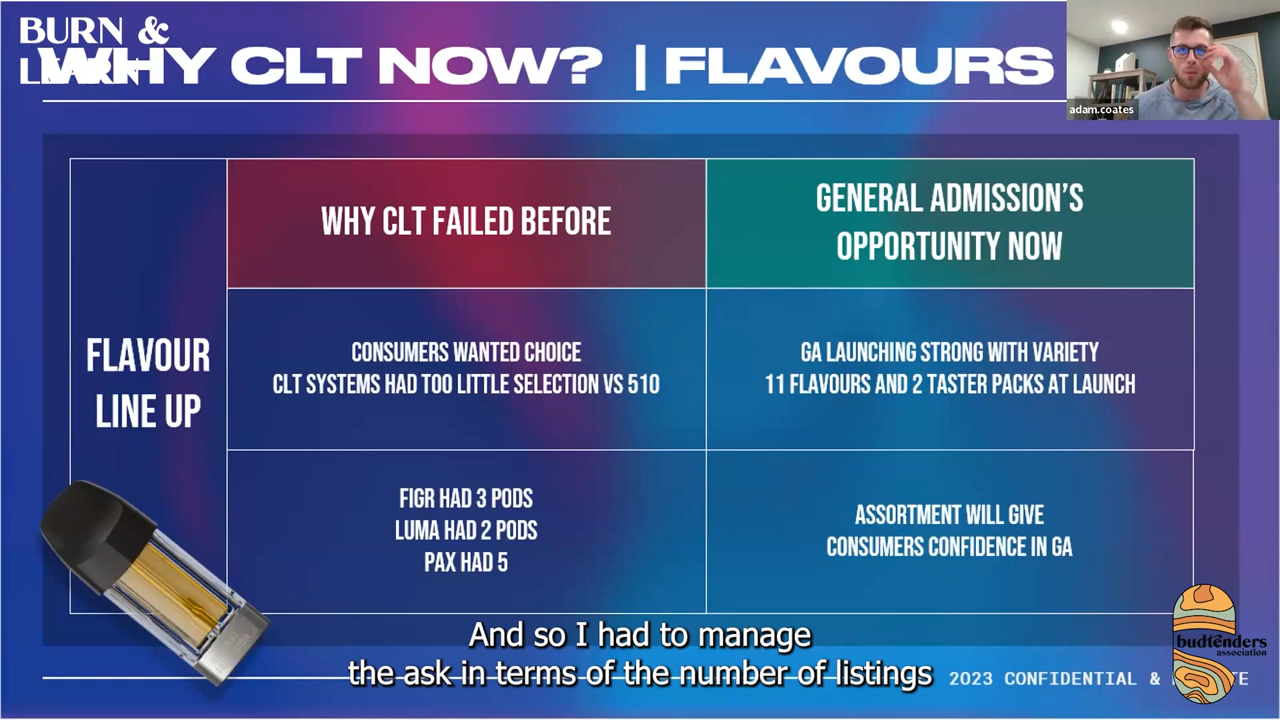 BURN &
LEARN
WHY CLT NOW? | FLAVOURS
adam.coates
WHY CLT FAILED BEFORE
GENERAL ADMISSION'S
OPPORTUNITY NOW
FLAVOUR
LINE UP
CONSUMERS WANTED CHOICE
CLT SYSTEMS HAD TOO LITTLE SELECTION VS 510
GA LAUNCHING STRONG WITH VARIETY
11 FLAVOURS AND 2 TASTER PACKS AT LAUNCH
FIGR HAD 3 PODS
LUMA HAD 2 PODS
PAX HAD 5
ASSORTMENT WILL GIVE
CONSUMERS CONFIDENCE IN GA
And so I had to manage
the ask in terms of the number of listings
budtenders
association
2023 CONFIDENTIAL &